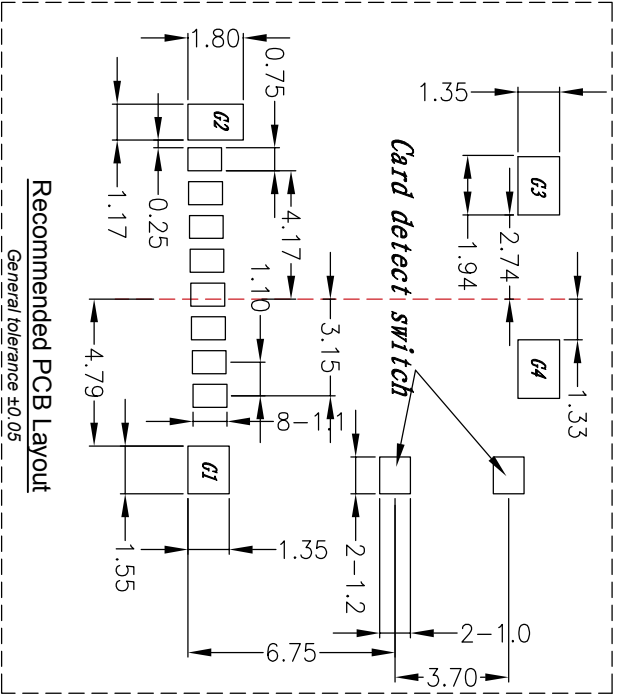 1.80
0.75
G2
4.17
0.25
1.17
1.35
G3
2.74
1.94
Card detect switch
1.10
3.15
1.33
G4
4.79
8-1.1
G1
1.35
1.55
2-1.2
2-1.0
6.75
3.70
Recommended PCB Layout
General tolerance ±0.05